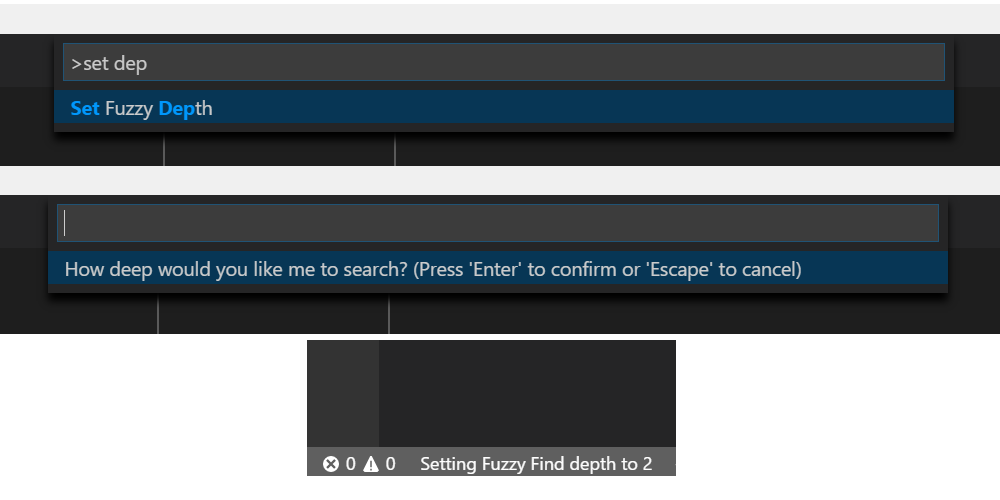 >set dep
Set Fuzzy Depth
How deep would you like me to search? (Press 'Enter' to confirm or 'Escape' to cancel)
0 0 Setting Fuzzy Find depth to 2